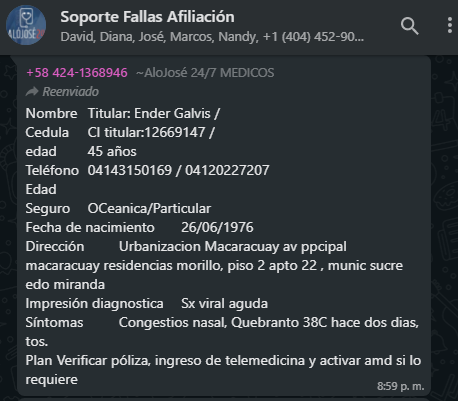 Soporte Fallas Afiliación
David, Diana, José, Marcos, Nandy, +1 (404) 452-90...
ALÓJOSÉ
+58 424-1368946 ~AloJosé 24/7 MEDICOS
Reenviado
Nombre Titular: Ender Galvis /
Cedula CI titular:12669147 /
edad 45 años
Teléfono 04143150169 / 04120227207
Edad
Seguro OCeanica/Particular
Fecha de nacimiento 26/06/1976
Dirección Urbanizacion Macaracuay av ppcipal
macaracuay residencias morillo, piso 2 apto 22 , munic sucre
edo miranda
Impresión diagnostica Sx viral aguda
Síntomas Congestios nasal, Quebranto 38C hace dos dias,
tos.
Plan Verificar póliza, ingreso de telemedicina y activar amd si lo
requiere
8:59 p. m.